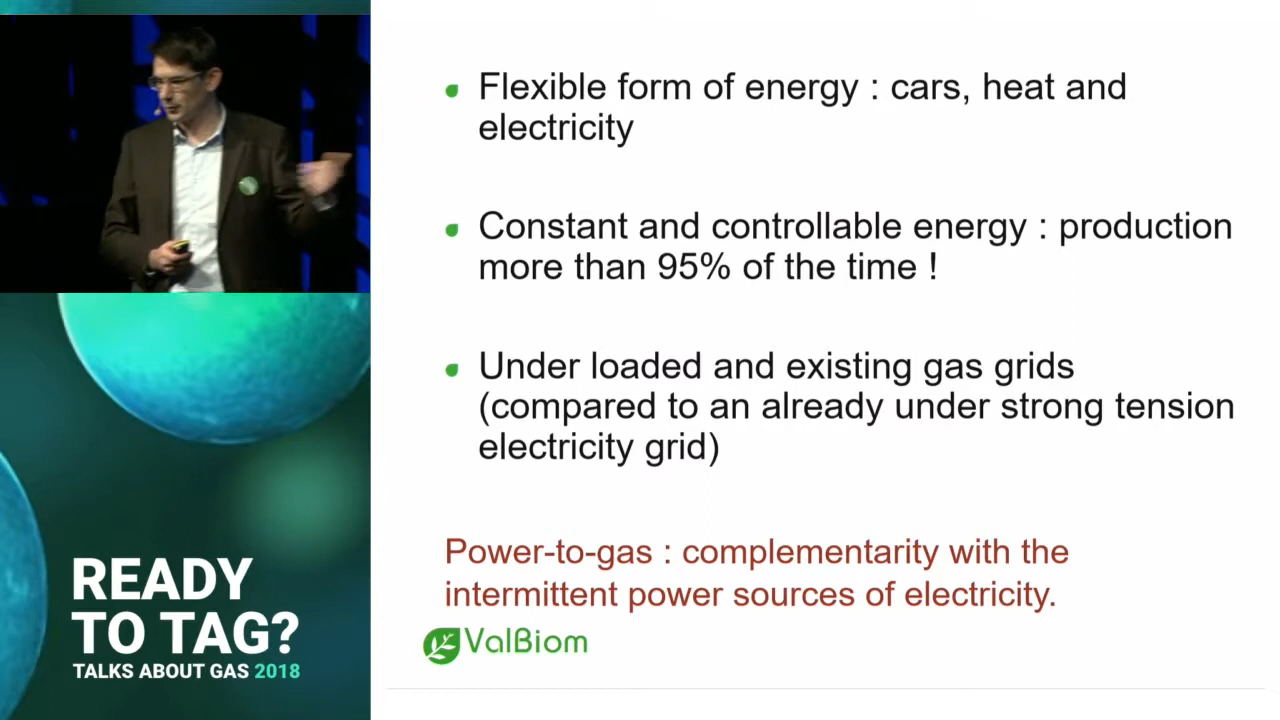 Flexible form of energy : cars, heat and
electricity
Constant and controllable energy : production
more than 95% of the time !
Under loaded and existing gas grids
(compared to an already under strong tension
electricity grid)
Power-to-gas : complementarity with the
intermittent power sources of electricity.
ValBiom
READY
TO TAG?
TALKS ABOUT GAS 2018